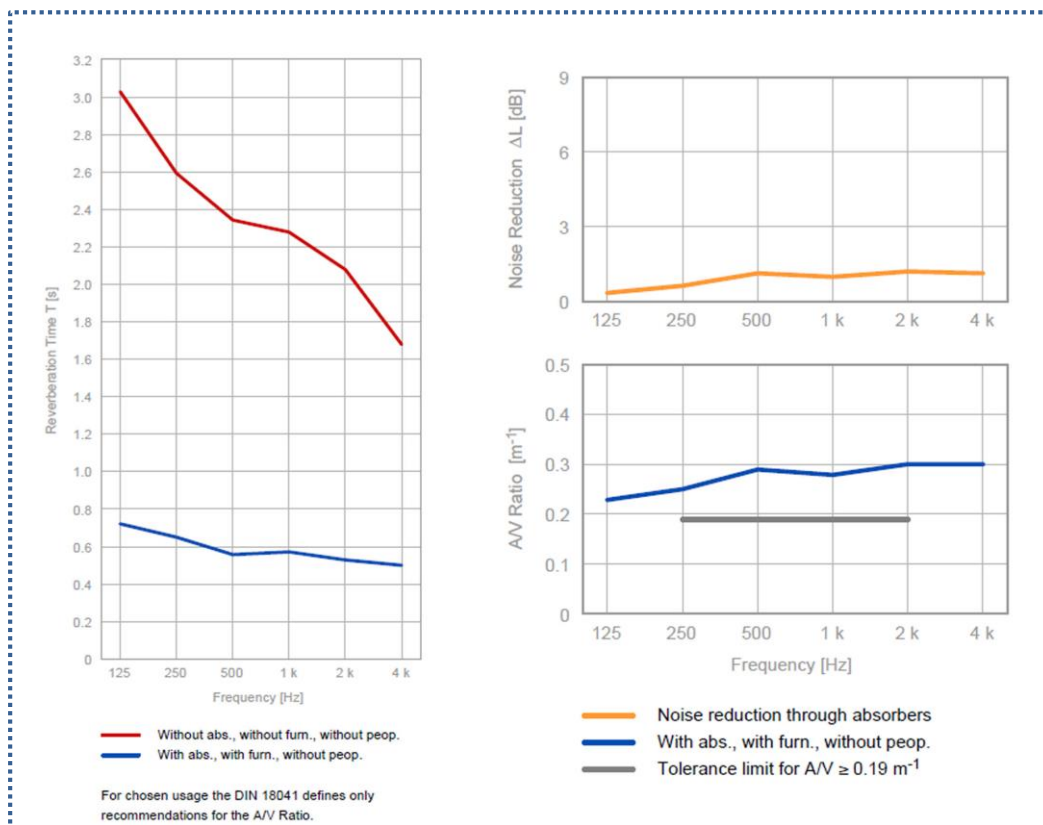 3.2
3.0
2.8
2.6
2.4
2.2
2.0
1.8
1.6
1.4
1.2
1.0
0.8
0.6
0.4
0.2
0
Reverberation Time T [s]
125 250 500 1 k 2 k 4 k
Frequency [Hz]
Without abs., without furn., without peop.
With abs., with furn., without peop.
For chosen usage the DIN 18041 defines only
recommendations for the A/V Ratio.
9
6
3
0
Noise Reduction ΔL [dB]
125 250 500 1 k 2 k 4 k
0.5
0.4
0.3
0.2
0.1
0
A/V Ratio [m⁻¹]
125 250 500 1 k 2 k 4 k
Frequency [Hz]
Noise reduction through absorbers
With abs., with furn., without peop.
Tolerance limit for A/V ≥ 0.19 m⁻¹